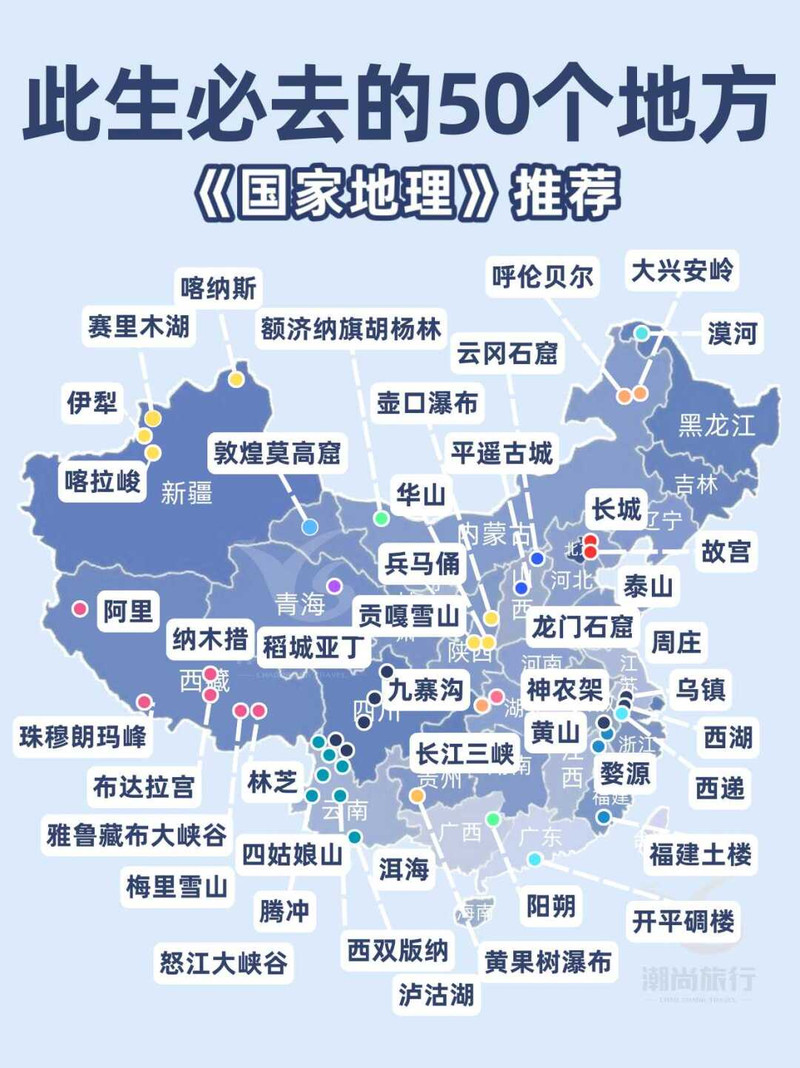 此生必去的50个地方
《国家地理》推荐
呼伦贝尔
大兴安岭
喀纳斯
赛里木湖
额济纳旗胡杨林
漠河
云冈石窟
伊犁
壶口瀑布
黑龙江
敦煌莫高窟
平遥古城
喀拉峻
新疆
华山
吉林
长城
辽宁
内蒙古
故宫
兵马俑
河北
泰山
山西
青海
阿里
贡嘎雪山
龙门石窟
纳木措
稻城亚丁
陕西
周庄
河南
江苏
西藏
九寨沟
神农架
乌镇
四川
湖
珠穆朗玛峰
黄山
西湖
浙江
长江三峡
林芝
贵州
湖南
江西
婺源
布达拉宫
西递
福建
云南
雅鲁藏布大峡谷
广西
广东
四姑娘山
洱海
福建土楼
梅里雪山
腾冲
海南
阳朔
开平碉楼
西双版纳
怒江大峡谷
黄果树瀑布
泸沽湖
潮尚旅行